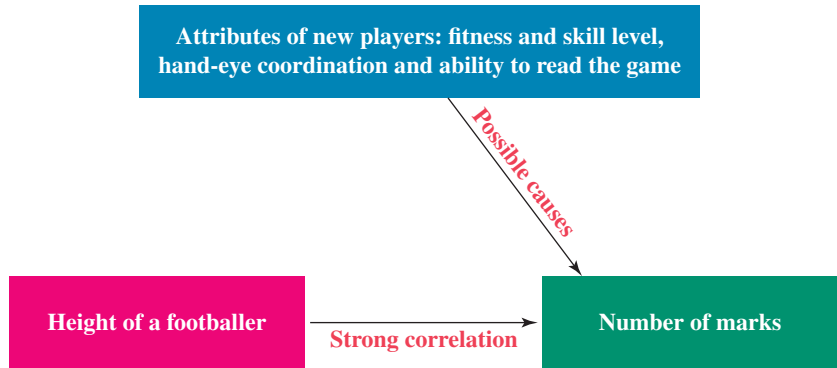 Attributes of new players: fitness and skill level,
hand-eye coordination and ability to read the game
Possible causes
Height of a footballer
Strong correlation
Number of marks